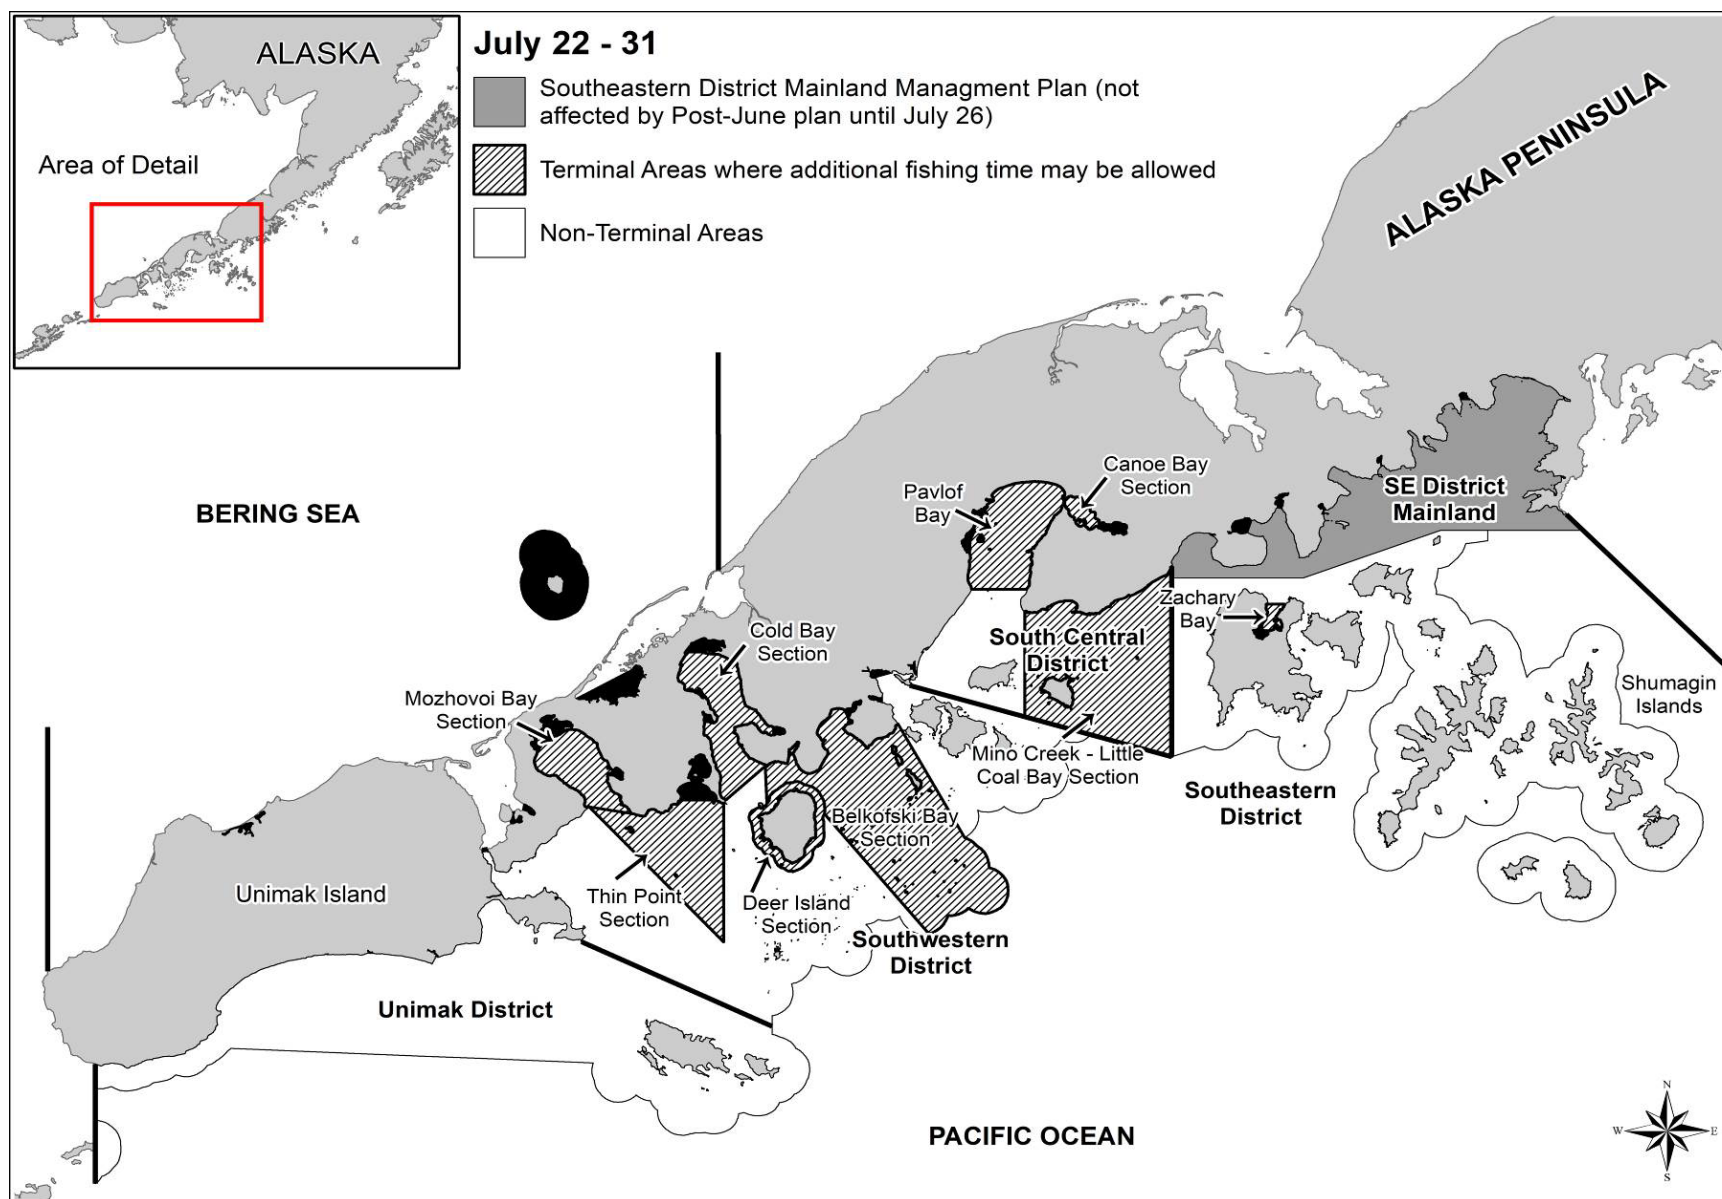 ALASKA
Area of Detail
July 22 - 31
Southeastern District Mainland Managment Plan (not
affected by Post-June plan until July 26)
Terminal Areas where additional fishing time may be allowed
Non-Terminal Areas
ALASKA PENINSULA
BERING SEA
Canoe Bay
Section
Pavlof
Bay
SE District
Mainland
Zachary
Bay
Cold Bay
Section
South Central
District
Mozhovoi Bay
Section
Shumagin
Islands
Mino Creek - Little
Coal Bay Section
Southeastern
District
Belkofski Bay
Section
Unimak Island
Thin Point
Section
Deer Island
Section
Southwestern
District
Unimak District
PACIFIC OCEAN
N
W
E
S